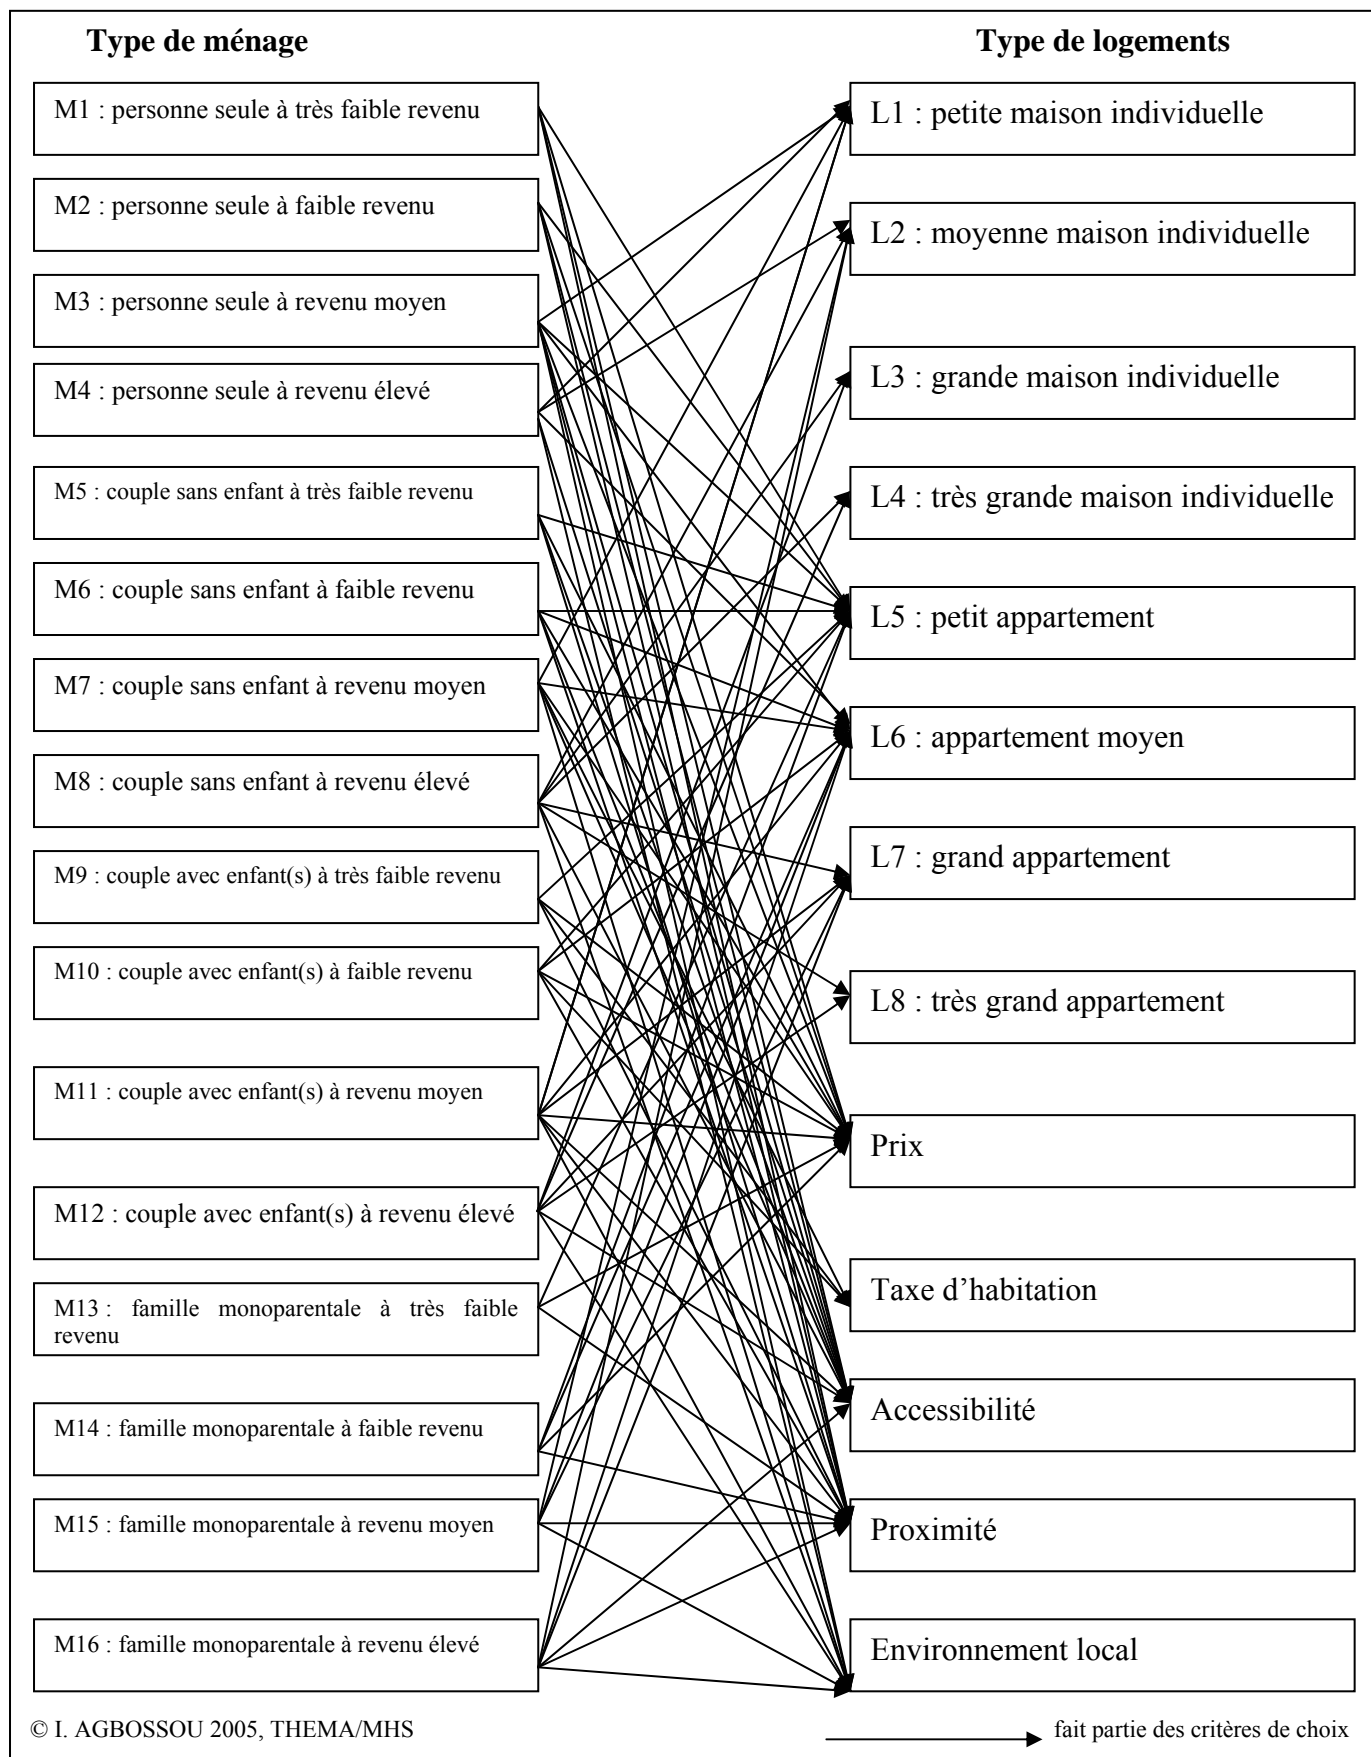 Type de ménage
Type de logements
M1 : personne seule à très faible revenu
M2 : personne seule à faible revenu
M3 : personne seule à revenu moyen
M4 : personne seule à revenu élevé
M5 : couple sans enfant à très faible revenu
M6 : couple sans enfant à faible revenu
M7 : couple sans enfant à revenu moyen
M8 : couple sans enfant à revenu élevé
M9 : couple avec enfant(s) à très faible revenu
M10 : couple avec enfant(s) à faible revenu
M11 : couple avec enfant(s) à revenu moyen
M12 : couple avec enfant(s) à revenu élevé
M13 : famille monoparentale à très faible
revenu
M14 : famille monoparentale à faible revenu
M15 : famille monoparentale à revenu moyen
M16 : famille monoparentale à revenu élevé
L1 : petite maison individuelle
L2 : moyenne maison individuelle
L3 : grande maison individuelle
L4 : très grande maison individuelle
L5 : petit appartement
L6 : appartement moyen
L7 : grand appartement
L8 : très grand appartement
Prix
Taxe d’habitation
Accessibilité
Proximité
Environnement local
© I. AGBOSSOU 2005, THEMA/MHS
fait partie des critères de choix